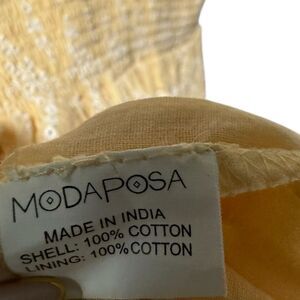 MODAPOSA
MADE IN INDIA
SHELL: 100% COTTON
LINING: 100% COTTON